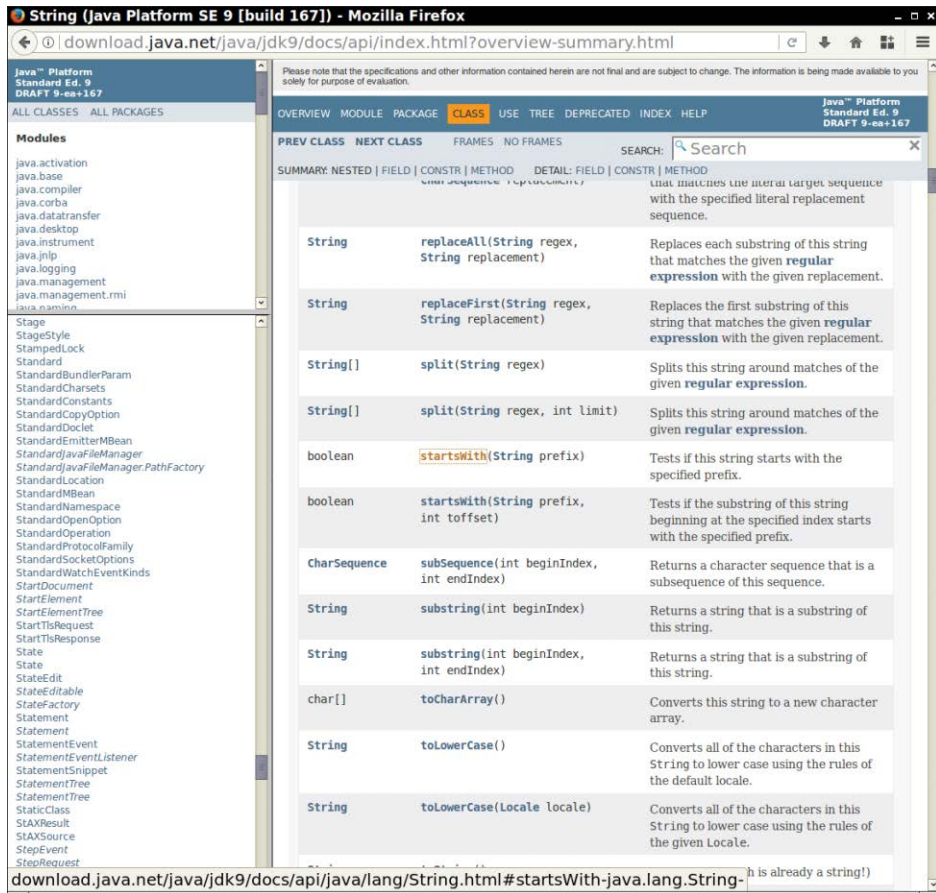 String (Java Platform SE 9 [build 167]) - Mozilla Firefox
download.java.net/java/jdk9/docs/api/index.html?overview-summary.html
Java™ Platform
Standard Ed. 9
DRAFT 9-ea+167
ALL CLASSES ALL PACKAGES
Modules
java.activation
java.base
java.compiler
java.corba
java.datatransfer
java.desktop
java.instrument
java.jnlp
java.logging
java.management
java.management.rmi
java.naming
Stage
StageStyle
StampedLock
Standard
StandardBundlerParam
StandardCharsets
StandardConstants
StandardCopyOption
StandardDoclet
StandardEmitterMBean
StandardJavaFileManager
StandardJavaFileManager.PathFactory
StandardLocation
StandardMBean
StandardNamespace
StandardOpenOption
StandardOperation
StandardProtocolFamily
StandardSocketOptions
StandardWatchEventKinds
StartDocument
StartElement
StartElementTree
StartTlsRequest
StartTlsResponse
State
State
StateEdit
StateEditable
StateFactory
Statement
Statement
StatementEvent
StatementEventListener
StatementSnippet
StatementTree
StatementTree
StaticClass
StAXResult
StAXSource
StepEvent
StepRequest
Please note that the specifications and other information contained herein are not final and are subject to change. The information is being made available to you
solely for purpose of evaluation.
OVERVIEW MODULE PACKAGE CLASS USE TREE DEPRECATED INDEX HELP
Java™ Platform
Standard Ed. 9
DRAFT 9-ea+167
PREV CLASS NEXT CLASS FRAMES NO FRAMES
SEARCH: Search
SUMMARY: NESTED | FIELD | CONSTR | METHOD DETAIL: FIELD | CONSTR | METHOD
CharSequence replacement) that matches the literal target sequence
with the specified literal replacement
sequence.
String replaceAll(String regex, Replaces each substring of this string
String replacement) that matches the given regular
expression with the given replacement.
String replaceFirst(String regex, Replaces the first substring of this
String replacement) string that matches the given regular
expression with the given replacement.
String[] split(String regex) Splits this string around matches of the
given regular expression.
String[] split(String regex, int limit) Splits this string around matches of the
given regular expression.
boolean startsWith(String prefix) Tests if this string starts with the
specified prefix.
boolean startsWith(String prefix, Tests if the substring of this string
int toffset) beginning at the specified index starts
with the specified prefix.
CharSequence subSequence(int beginIndex, Returns a character sequence that is a
int endIndex) subsequence of this sequence.
String substring(int beginIndex) Returns a string that is a substring of
this string.
String substring(int beginIndex, Returns a string that is a substring of
int endIndex) this string.
char[] toCharArray() Converts this string to a new character
array.
String toLowerCase() Converts all of the characters in this
String to lower case using the rules of
the default locale.
String toLowerCase(Locale locale) Converts all of the characters in this
String to lower case using the rules of
the given Locale.
h is already a string!)
download.java.net/java/jdk9/docs/api/java/lang/String.html#startsWith-java.lang.String-